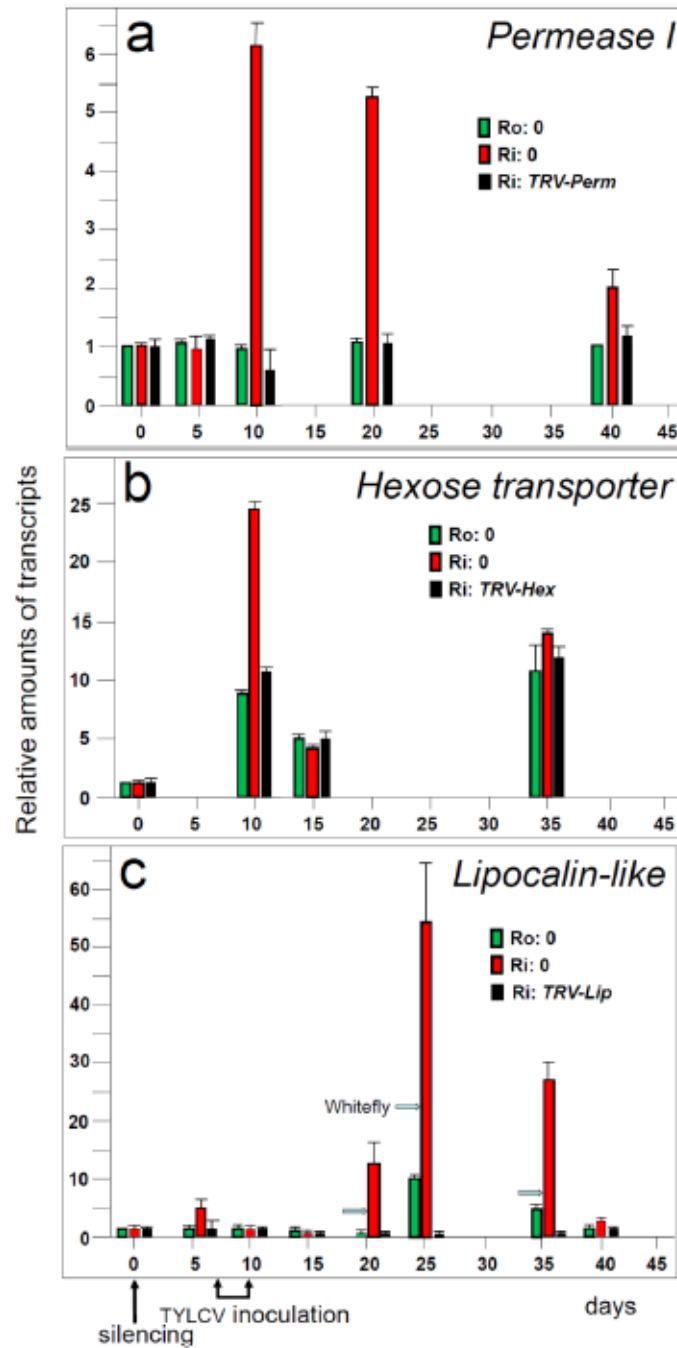 a Permease I
6
5
4
3
2
1
0
Ro: 0
Ri: 0
Ri: TRV-Perm
0 5 10 15 20 25 30 35 40 45
b Hexose transporter
25
20
15
10
5
0
Ro: 0
Ri: 0
Ri: TRV-Hex
0 5 10 15 20 25 30 35 40 45
Relative amounts of transcripts
c Lipocalin-like
60
50
40
30
20
10
0
Ro: 0
Ri: 0
Ri: TRV-Lip
Whitefly
0 5 10 15 20 25 30 35 40 45
TYLCV inoculation
days
silencing